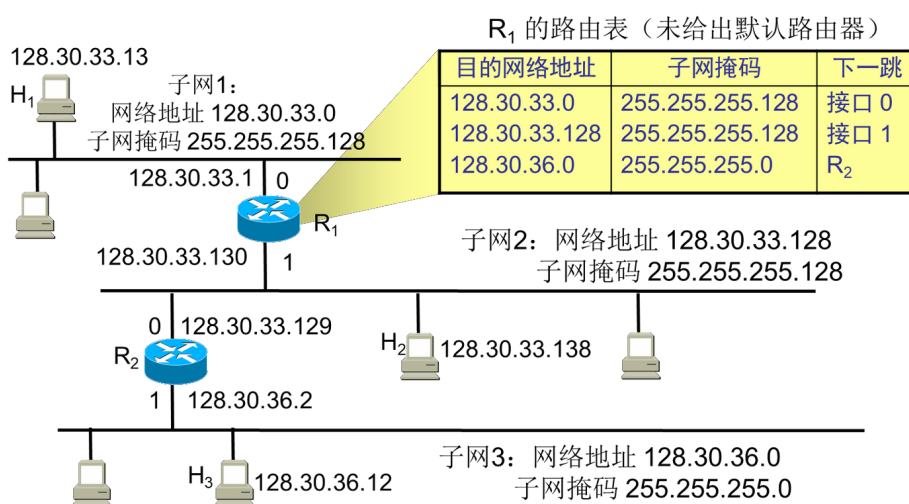 R₁ 的路由表（未给出默认路由器）
目的网络地址 子网掩码 下一跳
128.30.33.0 255.255.255.128 接口 0
128.30.33.128 255.255.255.128 接口 1
128.30.36.0 255.255.255.0 R₂
128.30.33.13
H₁
子网1：
网络地址 128.30.33.0
子网掩码 255.255.255.128
128.30.33.1 0
R₁
128.30.33.130 1
子网2：网络地址 128.30.33.128
子网掩码 255.255.255.128
0 128.30.33.129
R₂
H₂ 128.30.33.138
1 128.30.36.2
H₃ 128.30.36.12
子网3：网络地址 128.30.36.0
子网掩码 255.255.255.0